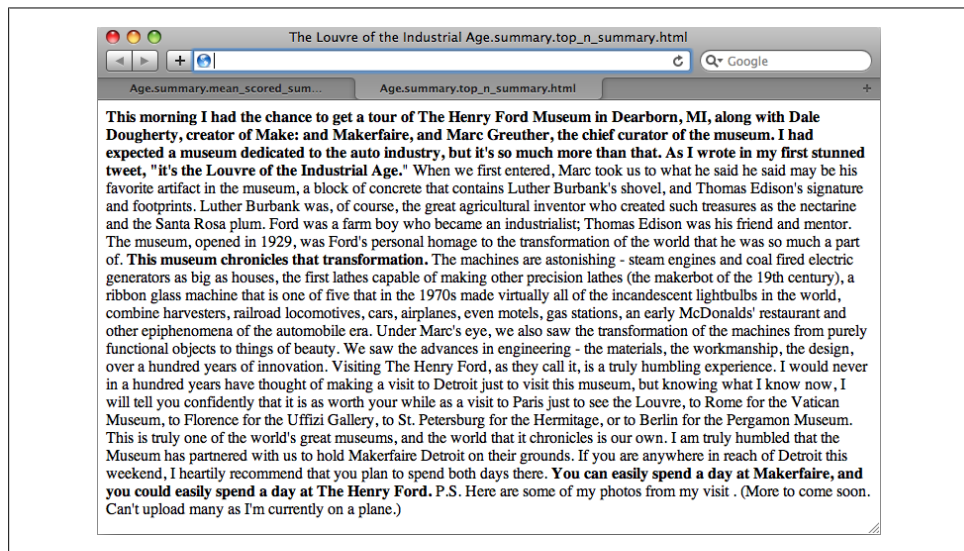 The Louvre of the Industrial Age.summary.top_n_summary.html
Google
Age.summary.mean_scored_sum...
Age.summary.top_n_summary.html
This morning I had the chance to get a tour of The Henry Ford Museum in Dearborn, MI, along with Dale
Dougherty, creator of Make: and Makerfaire, and Marc Greuther, the chief curator of the museum. I had
expected a museum dedicated to the auto industry, but it's so much more than that. As I wrote in my first stunned
tweet, "it's the Louvre of the Industrial Age." When we first entered, Marc took us to what he said he said may be his
favorite artifact in the museum, a block of concrete that contains Luther Burbank's shovel, and Thomas Edison's signature
and footprints. Luther Burbank was, of course, the great agricultural inventor who created such treasures as the nectarine
and the Santa Rosa plum. Ford was a farm boy who became an industrialist; Thomas Edison was his friend and mentor.
The museum, opened in 1929, was Ford's personal homage to the transformation of the world that he was so much a part
of. This museum chronicles that transformation. The machines are astonishing - steam engines and coal fired electric
generators as big as houses, the first lathes capable of making other precision lathes (the makerbot of the 19th century), a
ribbon glass machine that is one of five that in the 1970s made virtually all of the incandescent lightbulbs in the world,
combine harvesters, railroad locomotives, cars, airplanes, even motels, gas stations, an early McDonalds' restaurant and
other epiphenomena of the automobile era. Under Marc's eye, we also saw the transformation of the machines from purely
functional objects to things of beauty. We saw the advances in engineering - the materials, the workmanship, the design,
over a hundred years of innovation. Visiting The Henry Ford, as they call it, is a truly humbling experience. I would never
in a hundred years have thought of making a visit to Detroit just to visit this museum, but knowing what I know now, I
will tell you confidently that it is as worth your while as a visit to Paris just to see the Louvre, to Rome for the Vatican
Museum, to Florence for the Uffizi Gallery, to St. Petersburg for the Hermitage, or to Berlin for the Pergamon Museum.
This is truly one of the world's great museums, and the world that it chronicles is our own. I am truly humbled that the
Museum has partnered with us to hold Makerfaire Detroit on their grounds. If you are anywhere in reach of Detroit this
weekend, I heartily recommend that you plan to spend both days there. You can easily spend a day at Makerfaire, and
you could easily spend a day at The Henry Ford. P.S. Here are some of my photos from my visit . (More to come soon.
Can't upload many as I'm currently on a plane.)